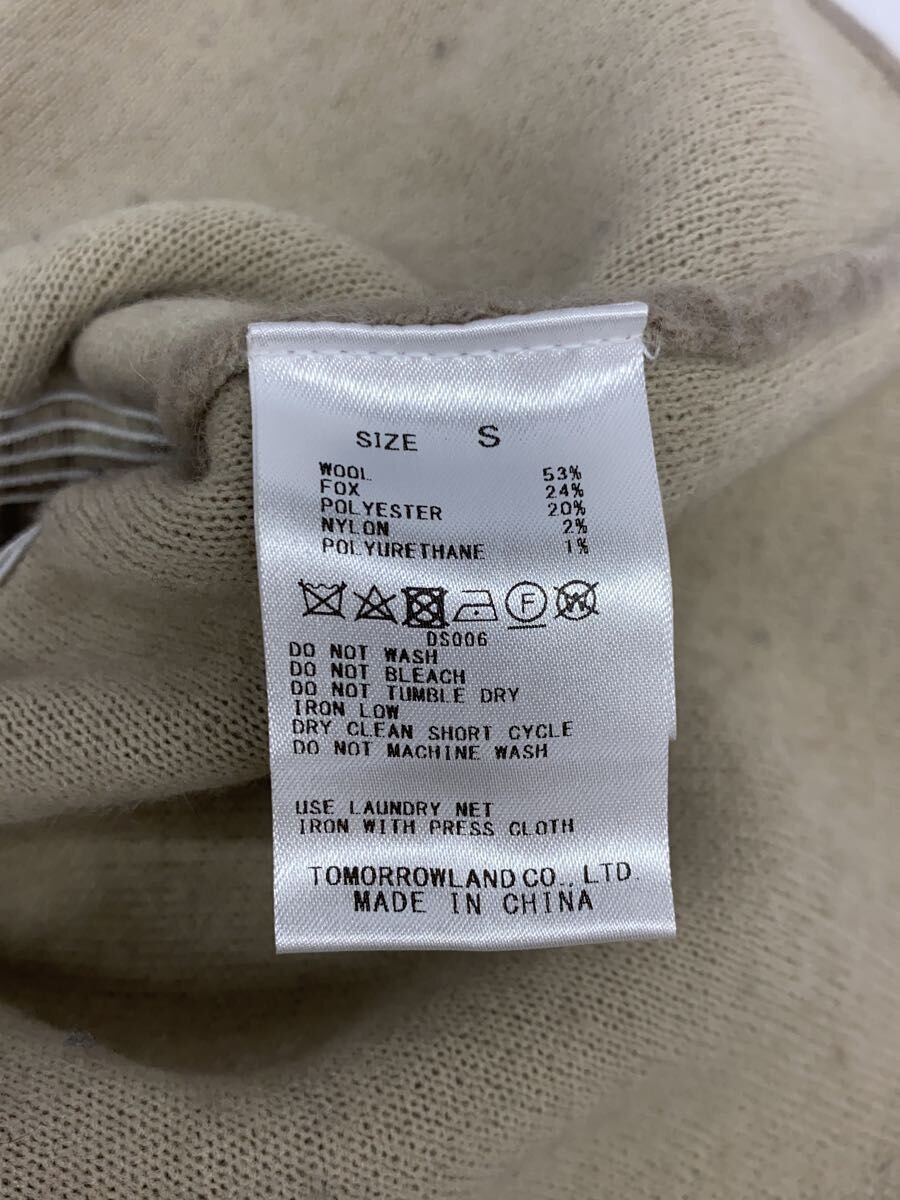 SIZE S
WOOL 53%
FOX 24%
POLYESTER 20%
NYLON 2%
POLYURETHANE 1%
F W
DS006
DO NOT WASH
DO NOT BLEACH
DO NOT TUMBLE DRY
IRON LOW
DRY CLEAN SHORT CYCLE
DO NOT MACHINE WASH
USE LAUNDRY NET
IRON WITH PRESS CLOTH
TOMORROWLAND CO., LTD.
MADE IN CHINA